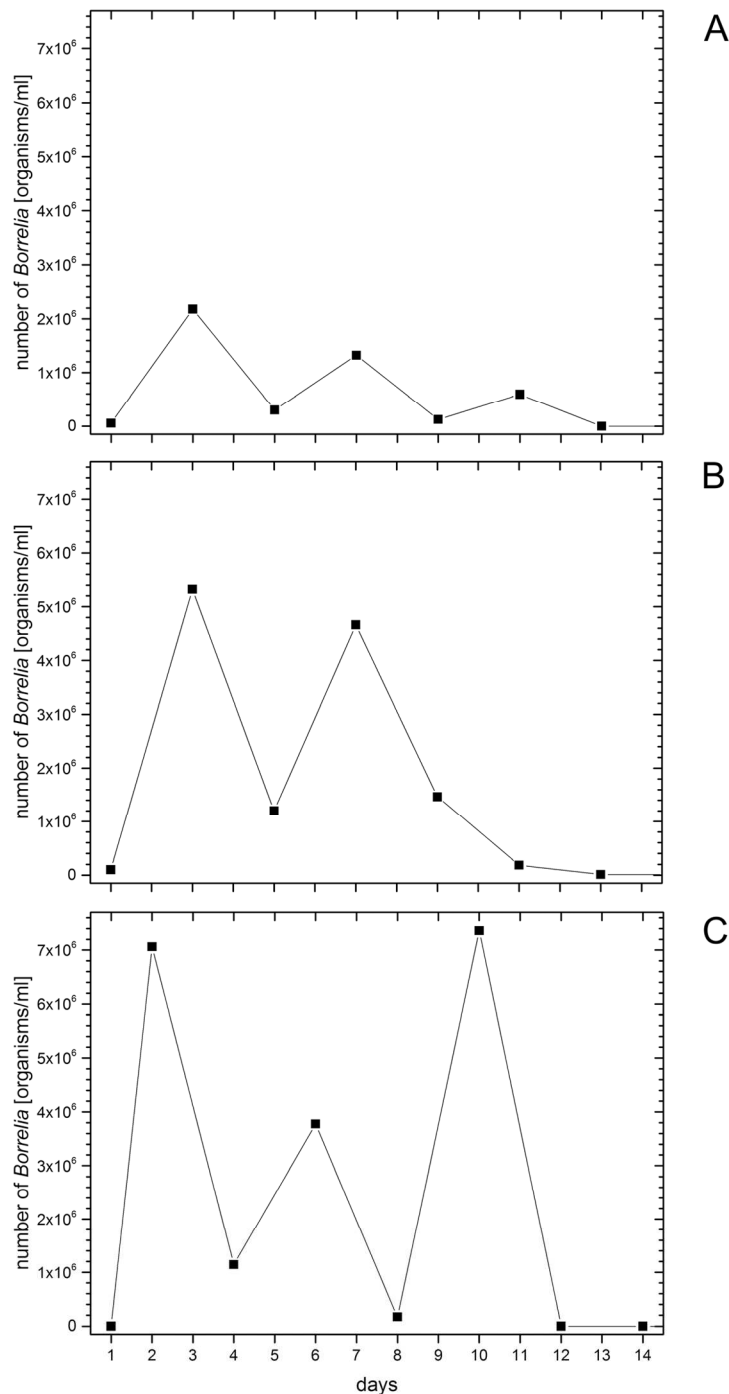 A
number of Borrelia [organisms/ml]
7x10⁶
6x10⁶
5x10⁶
4x10⁶
3x10⁶
2x10⁶
1x10⁶
0
B
number of Borrelia [organisms/ml]
7x10⁶
6x10⁶
5x10⁶
4x10⁶
3x10⁶
2x10⁶
1x10⁶
0
C
number of Borrelia [organisms/ml]
7x10⁶
6x10⁶
5x10⁶
4x10⁶
3x10⁶
2x10⁶
1x10⁶
0
1 2 3 4 5 6 7 8 9 10 11 12 13 14
days